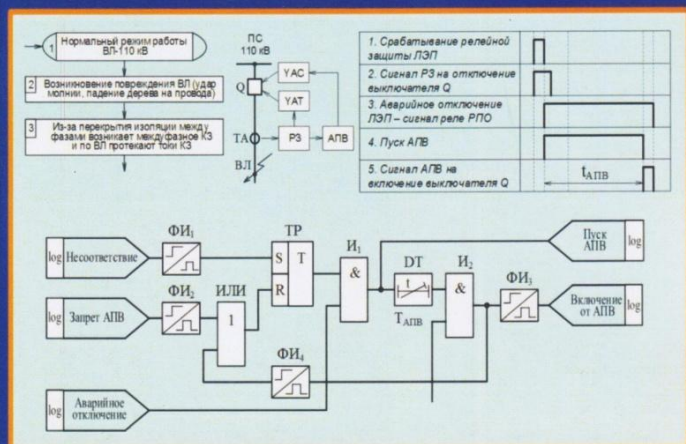 1
Нормальный режим работы
ВЛ-110 кВ
2
Возникновение повреждения ВЛ (удар
молнии, падение дерева на провода)
3
Из-за перекрытия изоляции между
фазами возникает междуфазное КЗ
и по ВЛ протекают токи КЗ
ПС
110 кВ
Q
YAC
YAT
TA
РЗ
АПВ
ВЛ
1. Срабатывание релейной
защиты ЛЭП
2. Сигнал РЗ на отключение
выключателя Q
3. Аварийное отключение
ЛЭП – сигнал реле РПО
4. Пуск АПВ
5. Сигнал АПВ на
включение выключателя Q
tАПВ
log
Несоответствие
ФИ1
ТР
S
T
R
И1
&
Пуск
АПВ
log
log
Запрет АПВ
ФИ2
ИЛИ
1
DT
t
TАПВ
И2
&
ФИ3
Включение
от АПВ
log
ФИ4
log
Аварийное
отключение